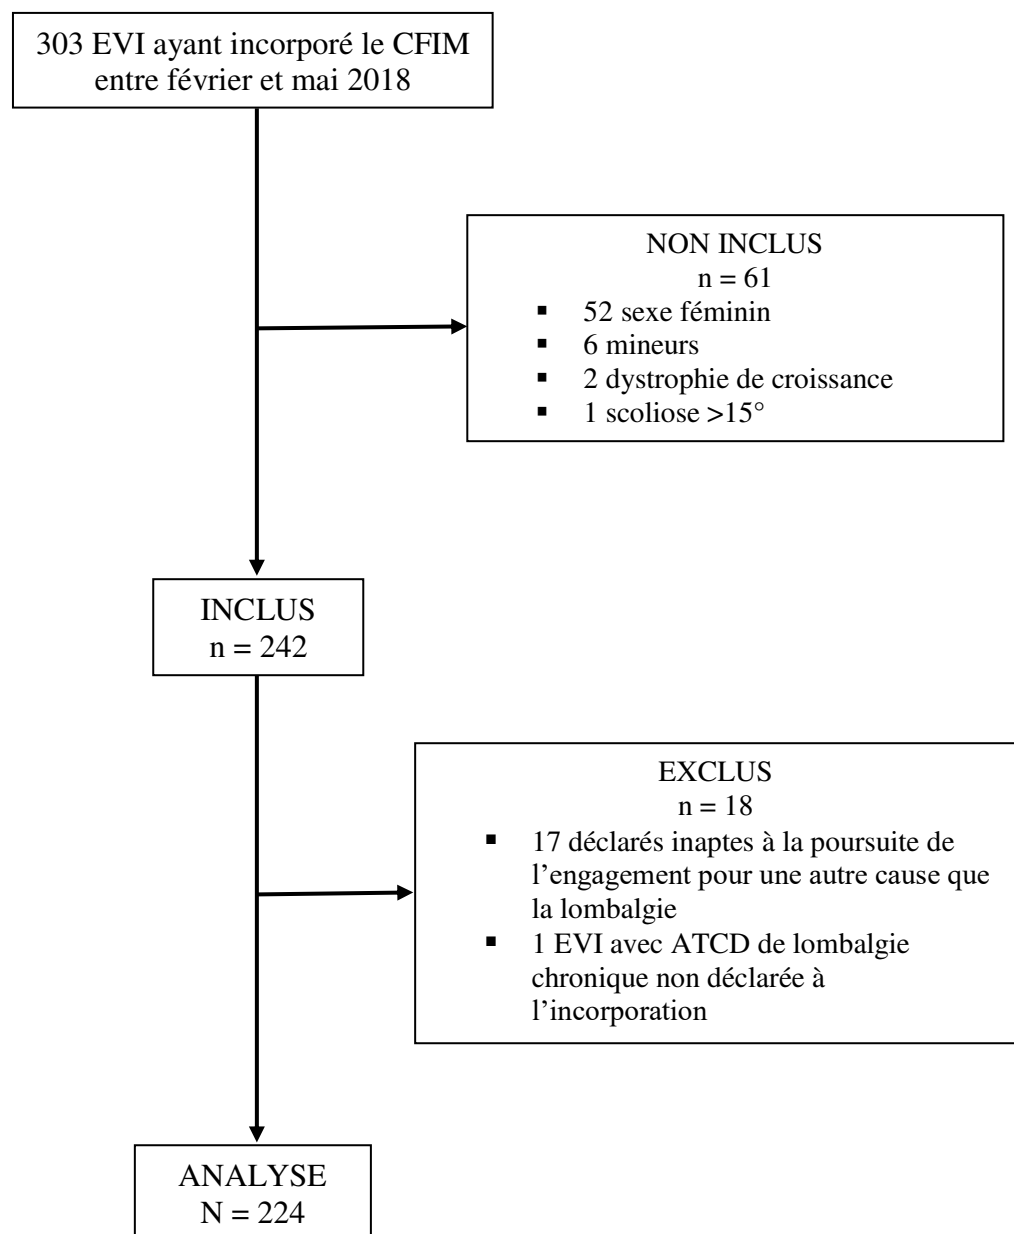 303 EVI ayant incorporé le CFIM
entre février et mai 2018
NON INCLUS
n = 61
▪ 52 sexe féminin
▪ 6 mineurs
▪ 2 dystrophie de croissance
▪ 1 scoliose >15°
INCLUS
n = 242
EXCLUS
n = 18
▪ 17 déclarés inaptes à la poursuite de
l’engagement pour une autre cause que
la lombalgie
▪ 1 EVI avec ATCD de lombalgie
chronique non déclarée à
l’incorporation
ANALYSE
N = 224